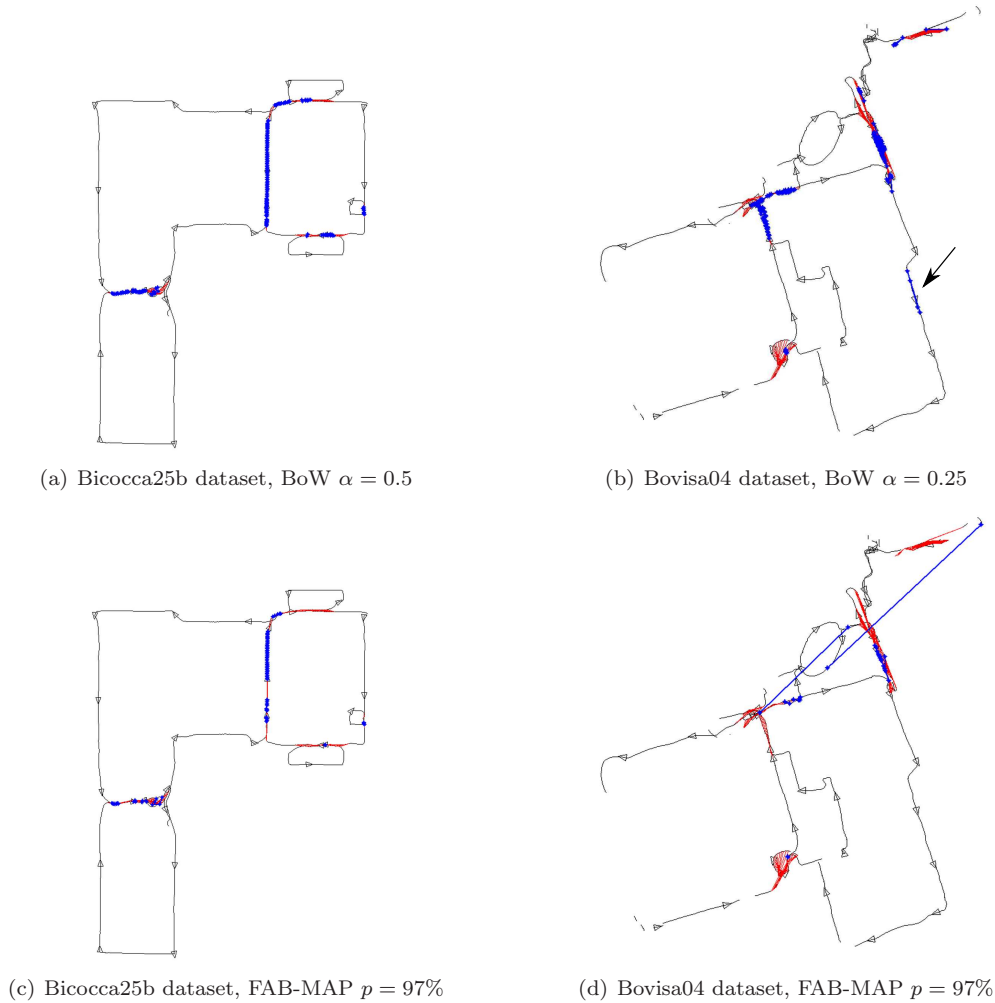 (a) Bicocca25b dataset, BoW α = 0.5
(b) Bovisa04 dataset, BoW α = 0.25
(c) Bicocca25b dataset, FAB-MAP p = 97%
(d) Bovisa04 dataset, FAB-MAP p = 97%